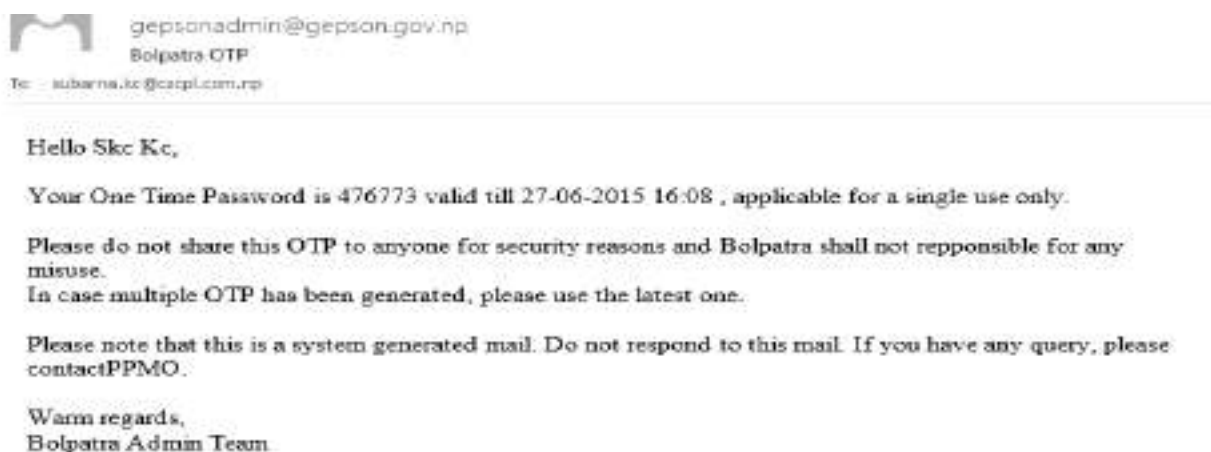 gepsonadmin@gepson.gov.np
Bolpatra OTP
To: subarna.kc@cacpl.com.np
Hello Skc Kc,
Your One Time Password is 476773 valid till 27-06-2015 16:08 , applicable for a single use only.
Please do not share this OTP to anyone for security reasons and Bolpatra shall not repponsible for any
misuse.
In case multiple OTP has been generated, please use the latest one.
Please note that this is a system generated mail. Do not respond to this mail. If you have any query, please
contactPPMO.
Warm regards,
Bolpatra Admin Team